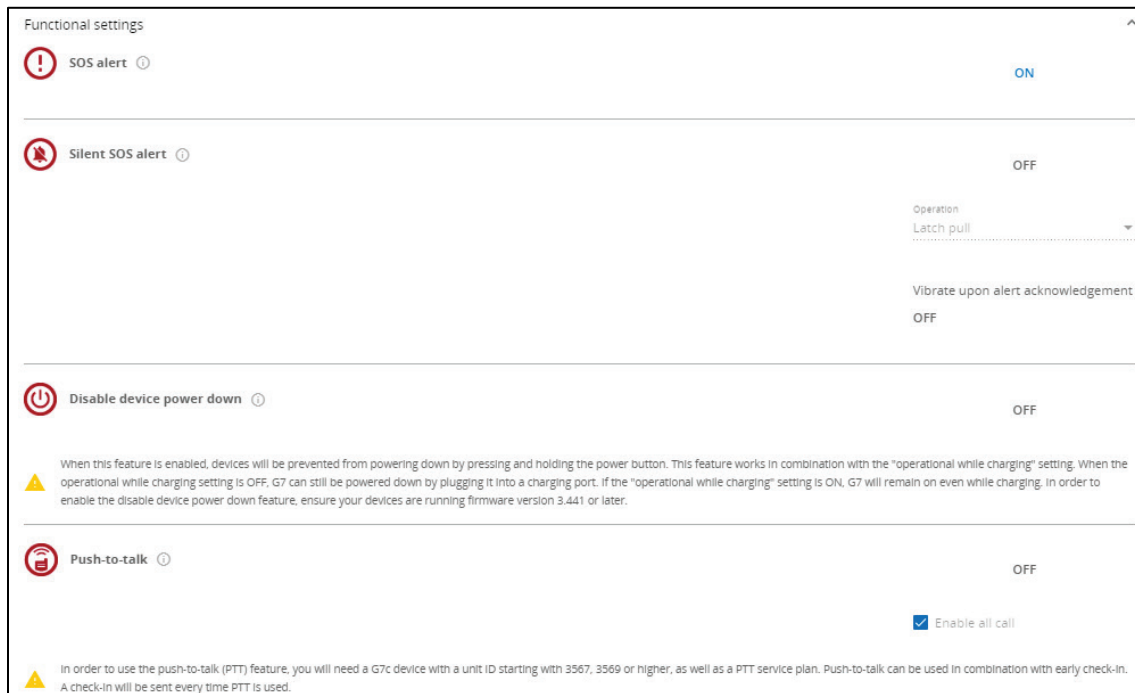 Functional settings
SOS alert
ON
Silent SOS alert
OFF
Operation
Latch pull
Vibrate upon alert acknowledgement
OFF
Disable device power down
OFF
When this feature is enabled, devices will be prevented from powering down by pressing and holding the power button. This feature works in combination with the "operational while charging" setting. When the
operational while charging setting is OFF, G7 can still be powered down by plugging it into a charging port. If the "operational while charging" setting is ON, G7 will remain on even while charging. In order to
enable the disable device power down feature, ensure your devices are running firmware version 3.441 or later.
Push-to-talk
OFF
Enable all call
In order to use the push-to-talk (PTT) feature, you will need a G7c device with a unit ID starting with 3567, 3569 or higher, as well as a PTT service plan. Push-to-talk can be used in combination with early check-in.
A check-in will be sent every time PTT is used.